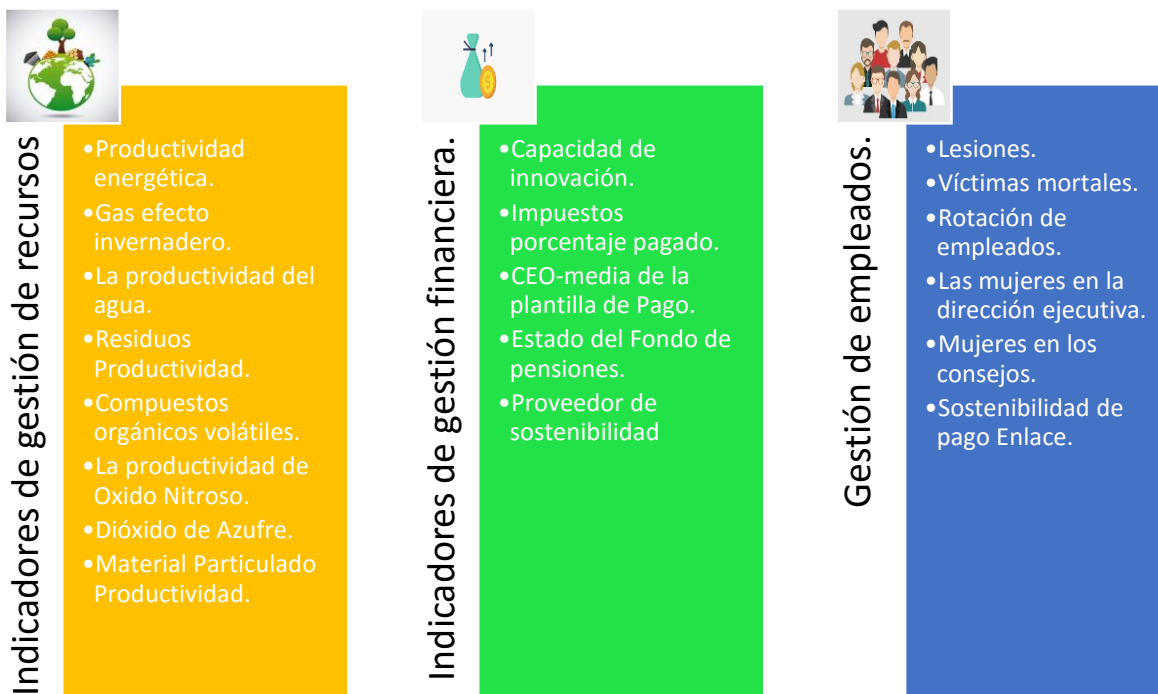 Indicadores de gestión de recursos
•Productividad
energética.
•Gas efecto
invernadero.
•La productividad del
agua.
•Residuos
Productividad.
•Compuestos
orgánicos volátiles.
•La productividad de
Oxido Nitroso.
•Dióxido de Azufre.
•Material Particulado
Productividad.
Indicadores de gestión financiera.
•Capacidad de
innovación.
•Impuestos
porcentaje pagado.
•CEO-media de la
plantilla de Pago.
•Estado del Fondo de
pensiones.
•Proveedor de
sostenibilidad
Gestión de empleados.
•Lesiones.
•Víctimas mortales.
•Rotación de
empleados.
•Las mujeres en la
dirección ejecutiva.
•Mujeres en los
consejos.
•Sostenibilidad de
pago Enlace.